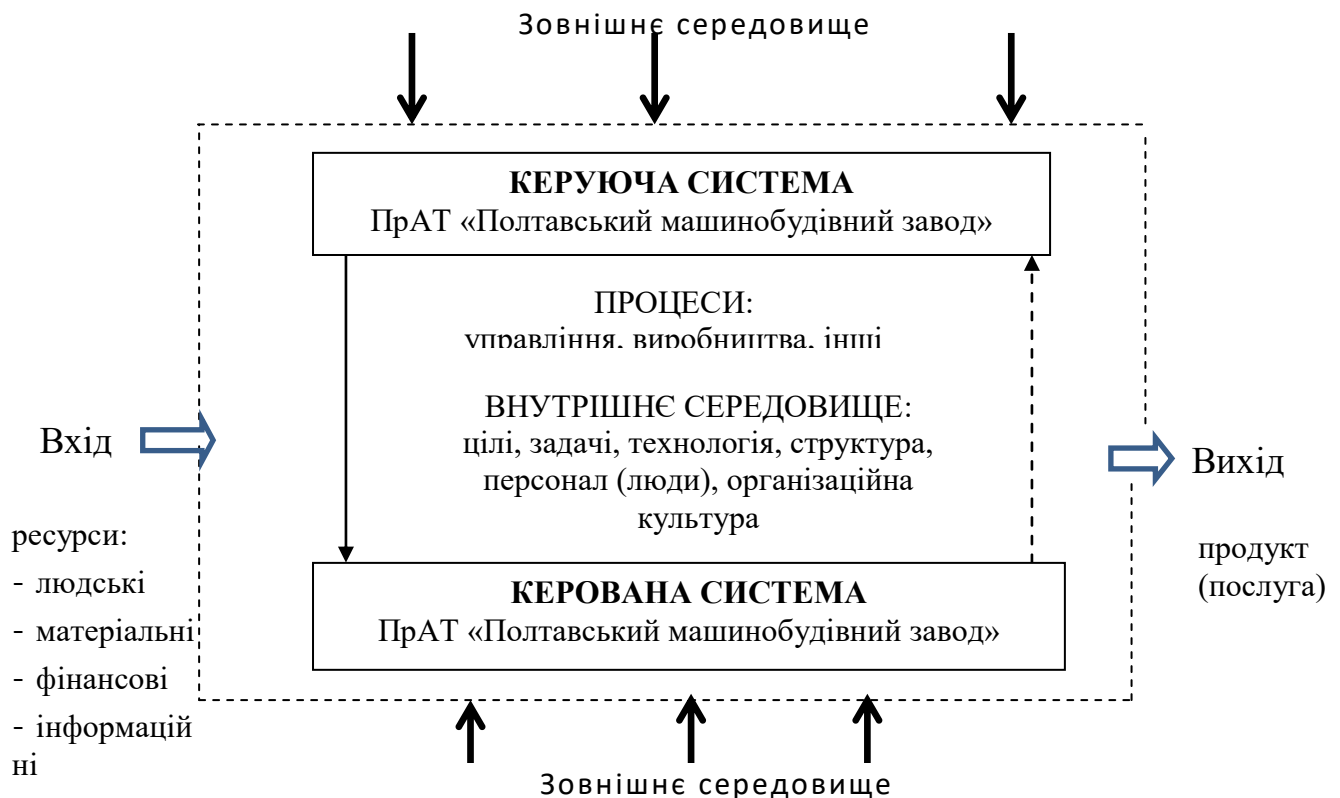 Зовнішнє середовище
КЕРУЮЧА СИСТЕМА
ПрАТ «Полтавський машинобудівний завод»
ПРОЦЕСИ:
управління, виробництва, інші
ВНУТРІШНЄ СЕРЕДОВИЩЕ:
цілі, задачі, технологія, структура,
персонал (люди), організаційна
культура
Вхід
ресурси:
- людські
- матеріальні
- фінансові
- інформацій
ні
Вихід
продукт
(послуга)
КЕРОВАНА СИСТЕМА
ПрАТ «Полтавський машинобудівний завод»
Зовнішнє середовище